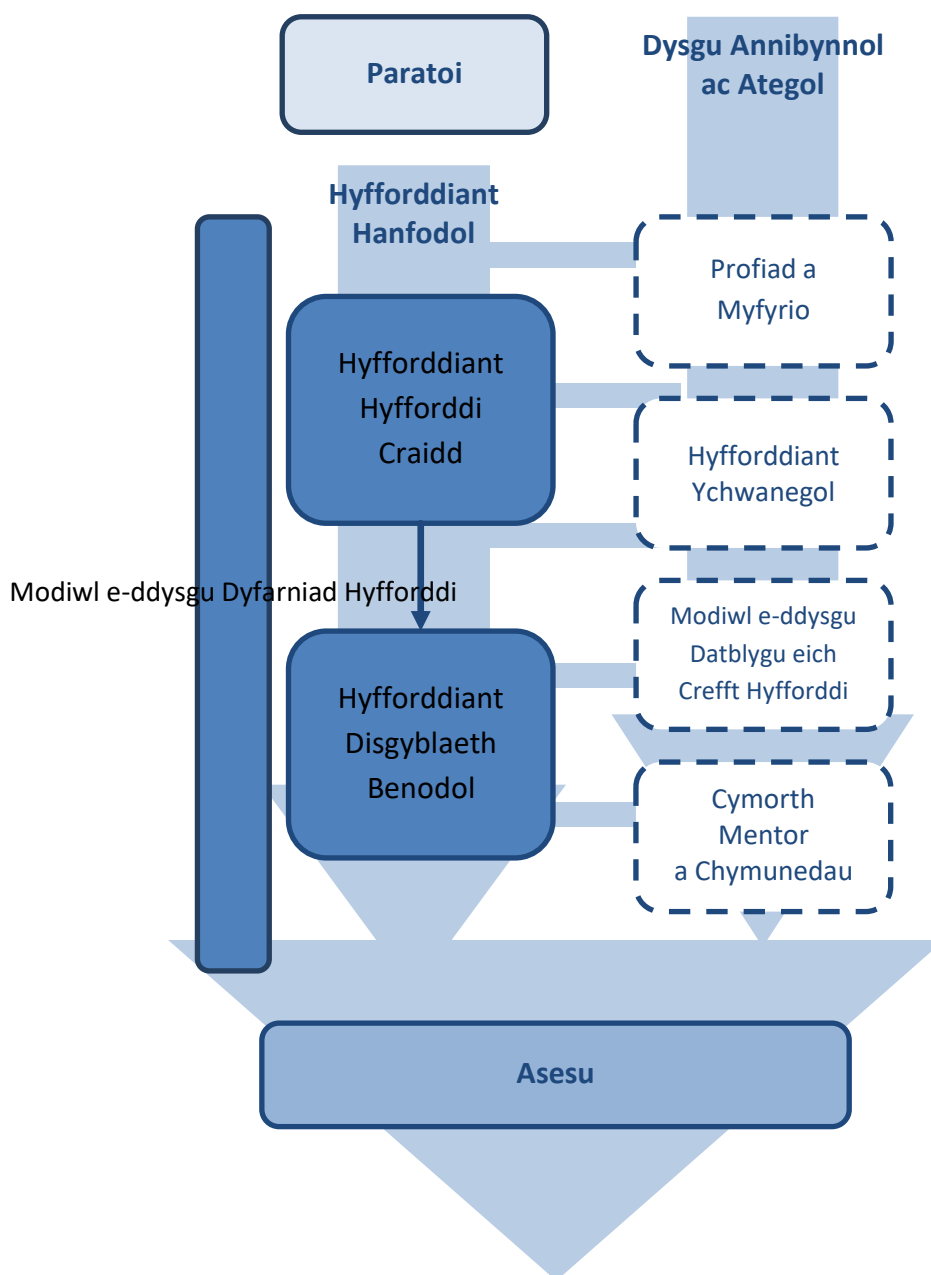 Paratoi
Dysgu Annibynnol
ac Ategol
Hyfforddiant
Hanfodol
Profiad a
Myfyrio
Hyfforddiant
Hyfforddi
Craidd
Hyfforddiant
Ychwanegol
Modiwl e-ddysgu Dyfarniad Hyfforddi
Modiwl e-ddysgu
Datblygu eich
Crefft Hyfforddi
Hyfforddiant
Disgyblaeth
Benodol
Cymorth
Mentor
a Chymunedau
Asesu